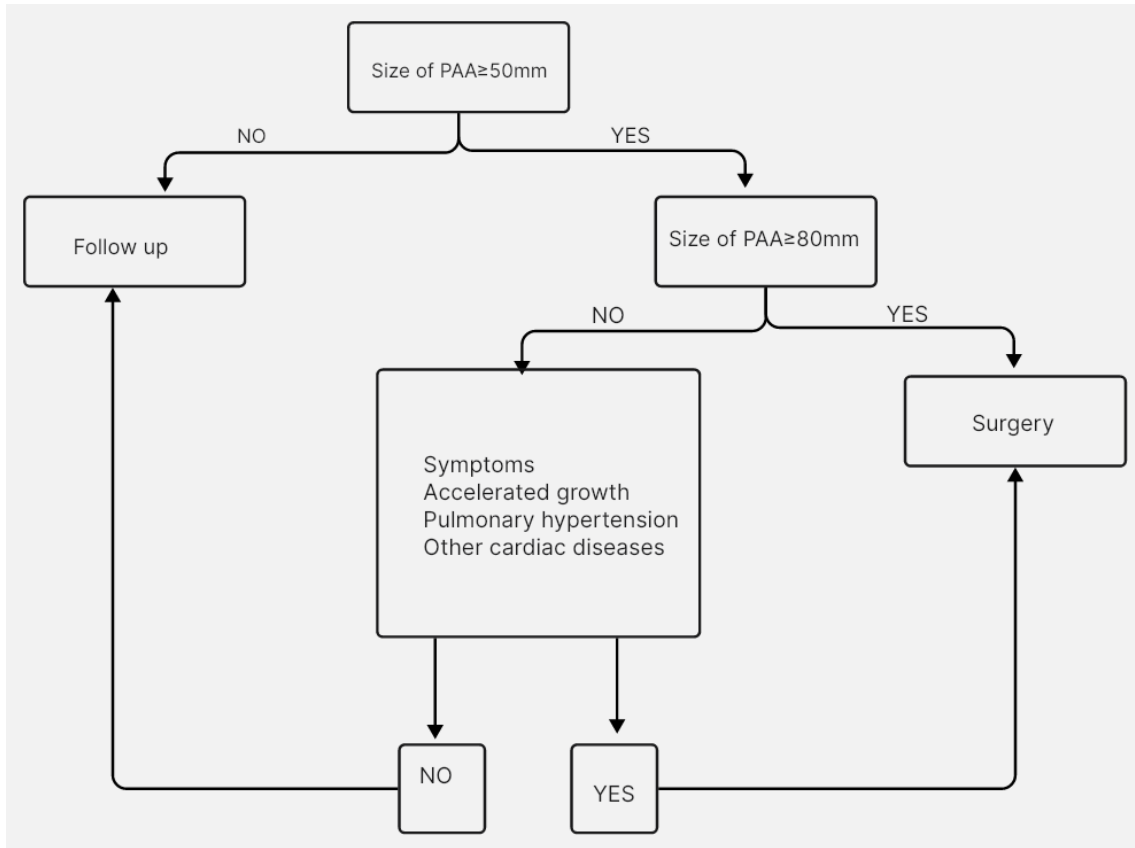 Size of PAA≥50mm
NO
YES
Follow up
Size of PAA≥80mm
NO
YES
Symptoms
Accelerated growth
Pulmonary hypertension
Other cardiac diseases
Surgery
NO
YES